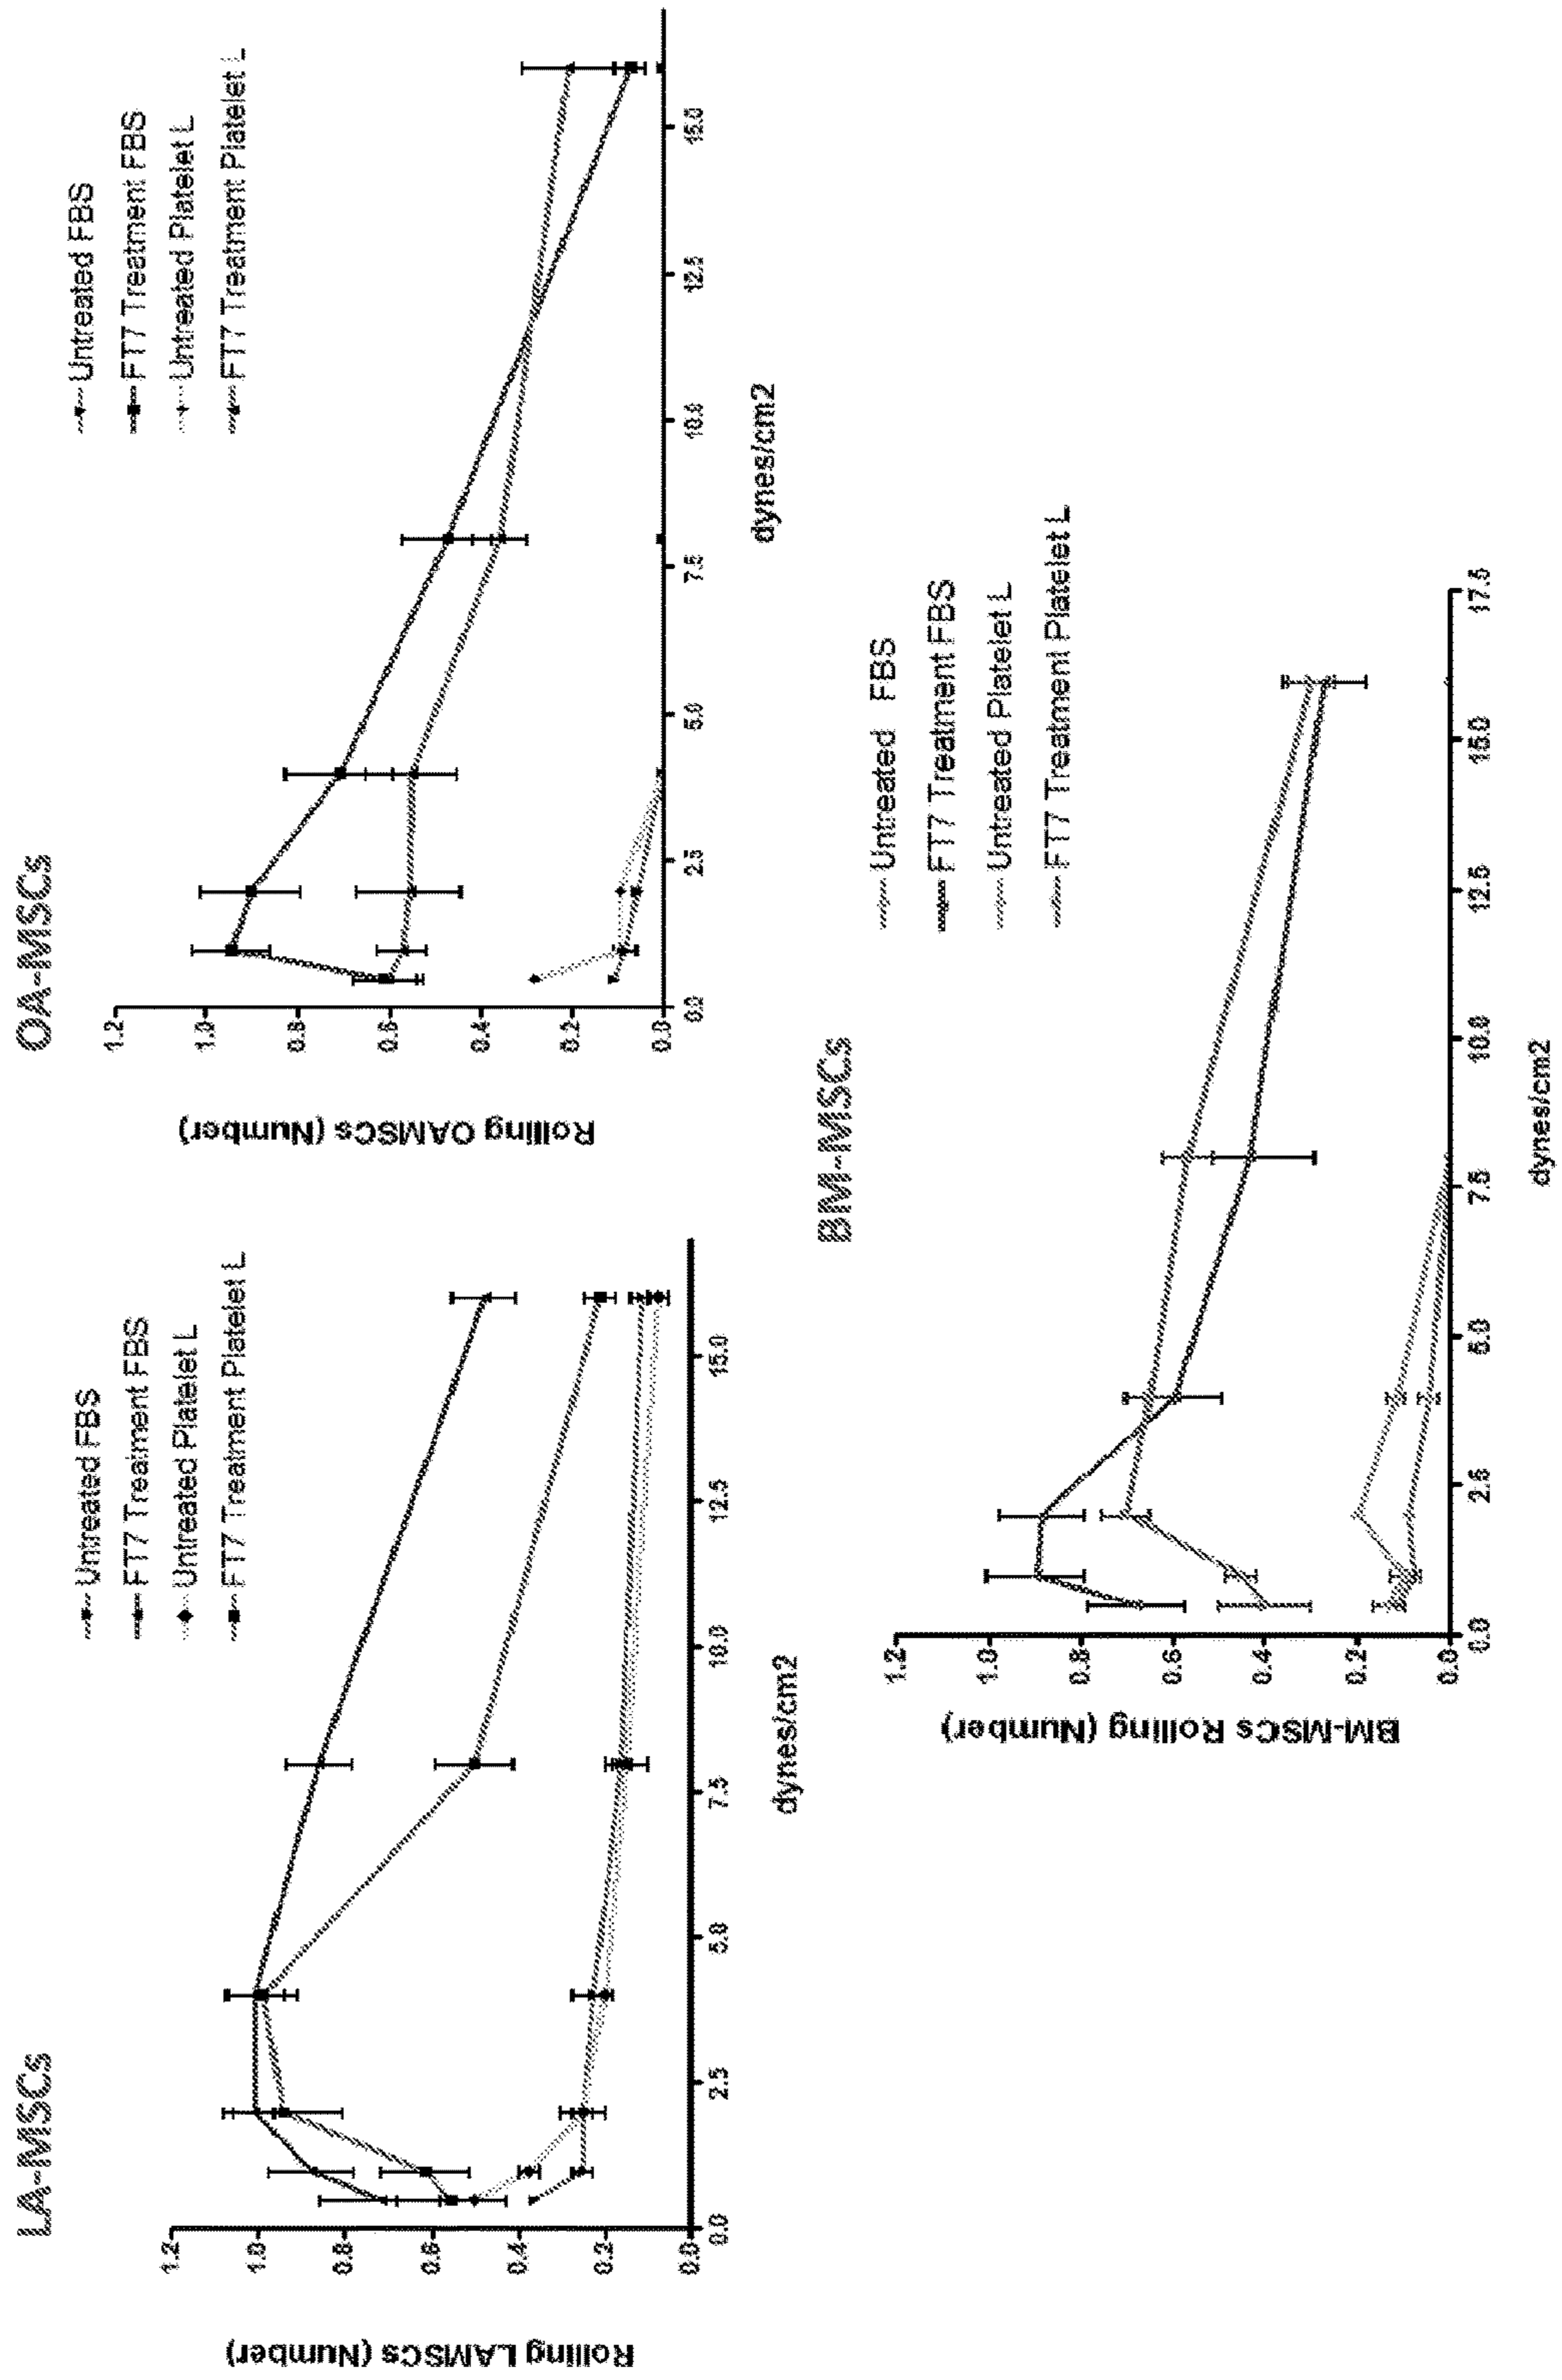 LA-MSCs
Rolling LAMSCs (Number)
1.2
1.0
0.8
0.6
0.4
0.2
0.0
0.0
2.5
5.0
7.5
10.0
12.5
15.0
dynes/cm2
Untreated FBS
FT7 Treatment FBS
Untreated Platelet L
FT7 Treatment Platelet L
OA-MSCs
Rolling OAMSCs (Number)
1.2
1.0
0.8
0.6
0.4
0.2
0.0
0.0
2.5
5.0
7.5
10.0
12.5
15.0
dynes/cm2
Untreated FBS
FT7 Treatment FBS
Untreated Platelet L
FT7 Treatment Platelet L
BM-MSCs
BM-MSCs Rolling (Number)
1.2
1.0
0.8
0.6
0.4
0.2
0.0
0.0
2.5
5.0
7.5
10.0
12.5
15.0
17.5
dynes/cm2
Untreated FBS
FT7 Treatment FBS
Untreated Platelet L
FT7 Treatment Platelet L